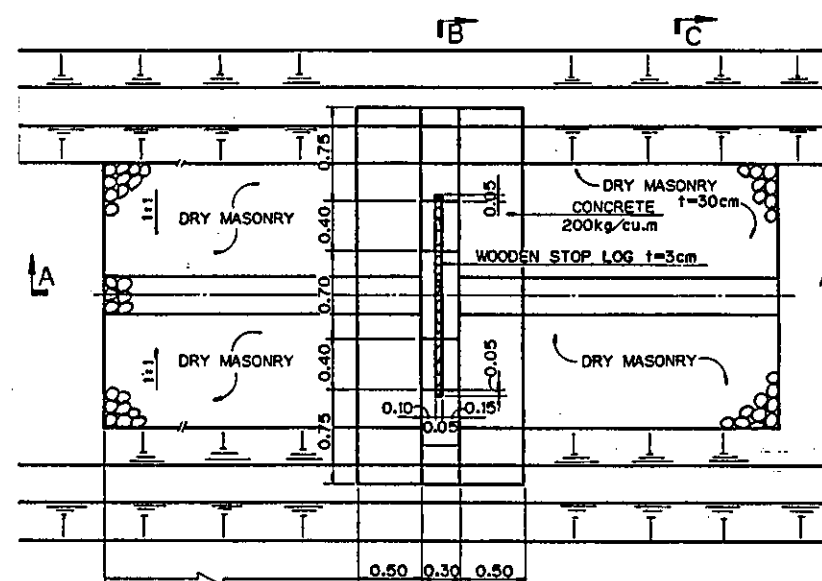 B
C
0.75
0.40
0.70
0.40
0.75
1:1
DRY MASONRY
0.05
DRY MASONRY
t=30cm
CONCRETE
200kg/cu.m
WOODEN STOP LOG t=3cm
A
1:1
DRY MASONRY
0.05
DRY MASONRY
0.10
0.15
0.05
0.50
0.30
0.50